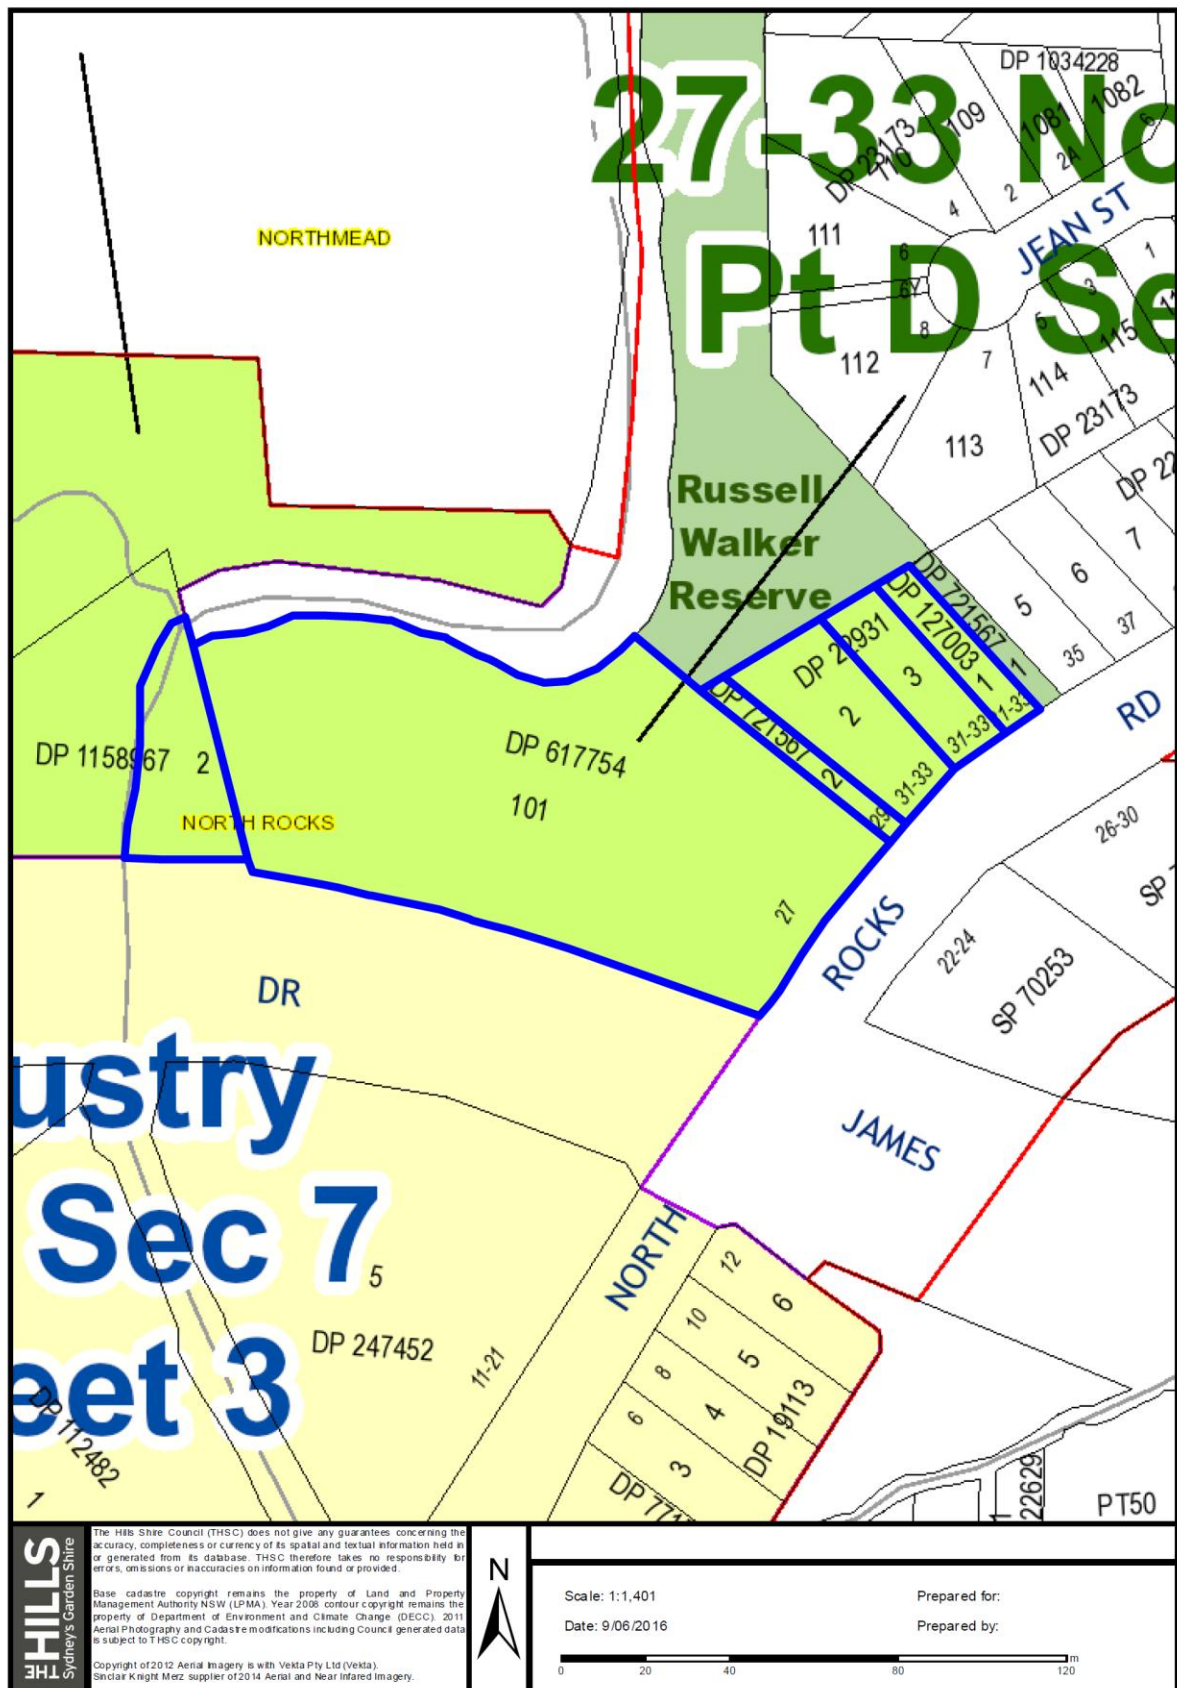 27-33 No
Pt D Se
DP 1034228
1082
1081
109
DP 23173
110
6
2A
2
4
JEAN ST
111
6
6Y
8
1
3
5
115
7
112
114
DP 23173
113
NORTHMEAD
Russell
Walker
Reserve
DP 22
7
6
5
37
35
DP 721567
1
DP 127003
1
31-33
DP 22931
3
2
31-33
DP 721567
2
29
RD
DP 617754
101
DP 1158967 2
NORTH ROCKS
27
26-30
ROCKS
22-24
SP 70253
DR
JAMES
ustry
Sec 7
eet 3
5
DP 247452
11-21
NORTH
12
6
10
5
8
4
6
3
DP 19113
DP 112482
1
22629
PT50
THE HILLS
Sydney's Garden Shire
The Hills Shire Council (THSC) does not give any guarantees concerning the
accuracy, completeness or currency of its spatial and textual information held in
or generated from its database. THSC therefore takes no responsibility for
errors, omissions or inaccuracies on information found or provided.
Base cadastre copyright remains the property of Land and Property
Management Authority NSW (LPMA). Year 2008 contour copyright remains the
property of Department of Environment and Climate Change (DECC). 2011
Aerial Photography and Cadastre modifications including Council generated data
is subject to THSC copyright.
Copyright of 2012 Aerial Imagery is with Vekta Pty Ltd (Vekta).
Sinclair Knight Merz supplier of 2014 Aerial and Near Infared Imagery.
N
Scale: 1:1,401
Prepared for:
Date: 9/06/2016
Prepared by:
0 20 40 80 120 m